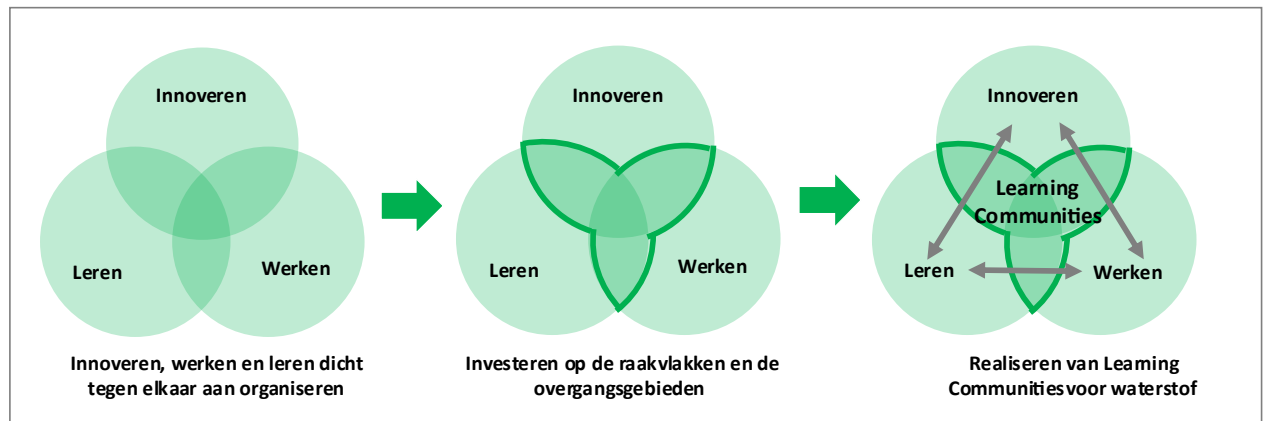 Innoveren
Leren
Werken
Innoveren, werken en leren dicht
tegen elkaar aan organiseren
Innoveren
Leren
Werken
Investeren op de raakvlakken en de
overgangsgebieden
Innoveren
Learning
Communities
Leren
Werken
Realiseren van Learning
Communitiesvoor waterstof